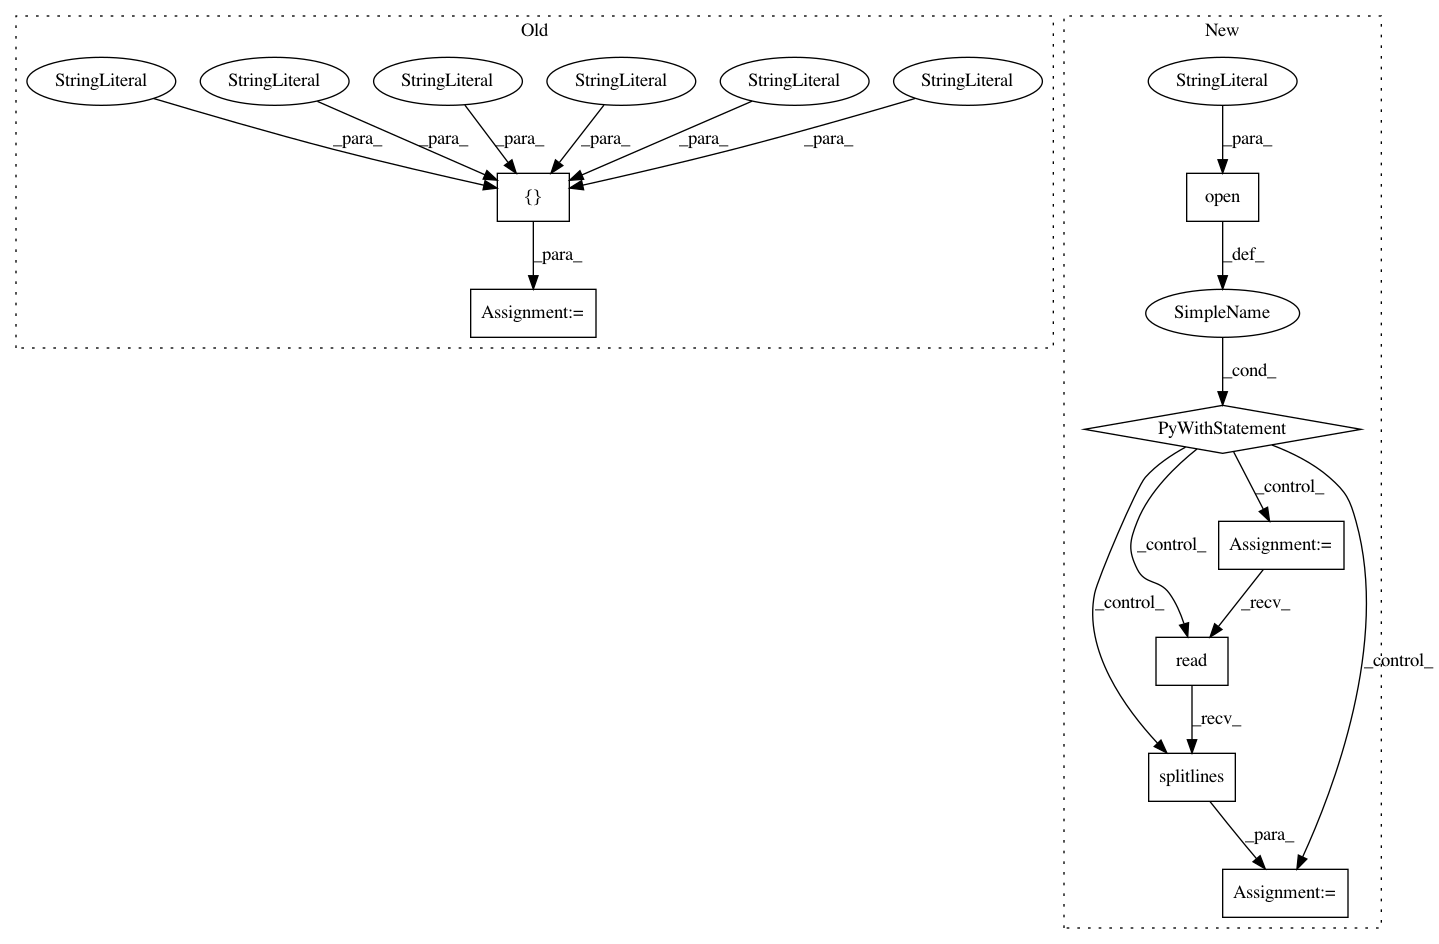 Old
New
StringLiteral StringLiteral StringLiteral StringLiteral StringLiteral StringLiteral StringLiteral
_para_ _para_ _para_ _para_ _para_ _para_ _para_
{} open
_para_ _def_
Assignment:= SimpleName
_cond_
PyWithStatement
_control_
_control_ Assignment:=
_control_ _recv_
read _control_
_recv_
splitlines
_para_
Assignment:=